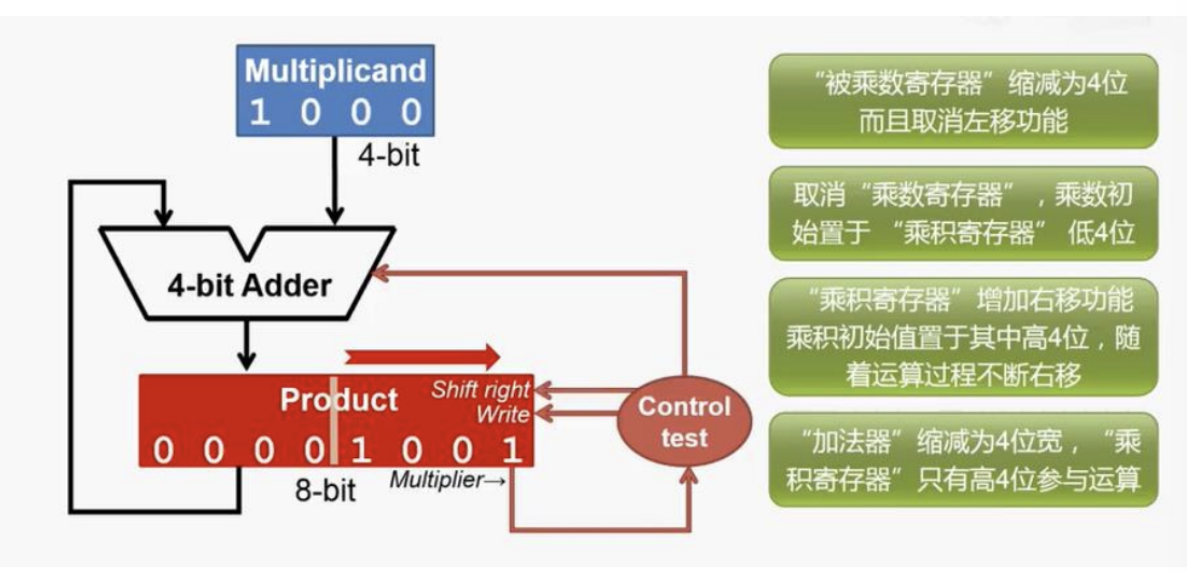 Multiplicand
1 0 0 0
4-bit
4-bit Adder
Product
Shift right
Write
0 0 0 0 1 0 0 1
8-bit
Multiplier→
Control
test
“被乘数寄存器”缩减为4位
而且取消左移功能
取消“乘数寄存器”，乘数初
始置于“乘积寄存器”低4位
“乘积寄存器”增加右移功能
乘积初始值置于其中高4位，随
着运算过程不断右移
“加法器”缩减为4位宽，“乘
积寄存器”只有高4位参与运算